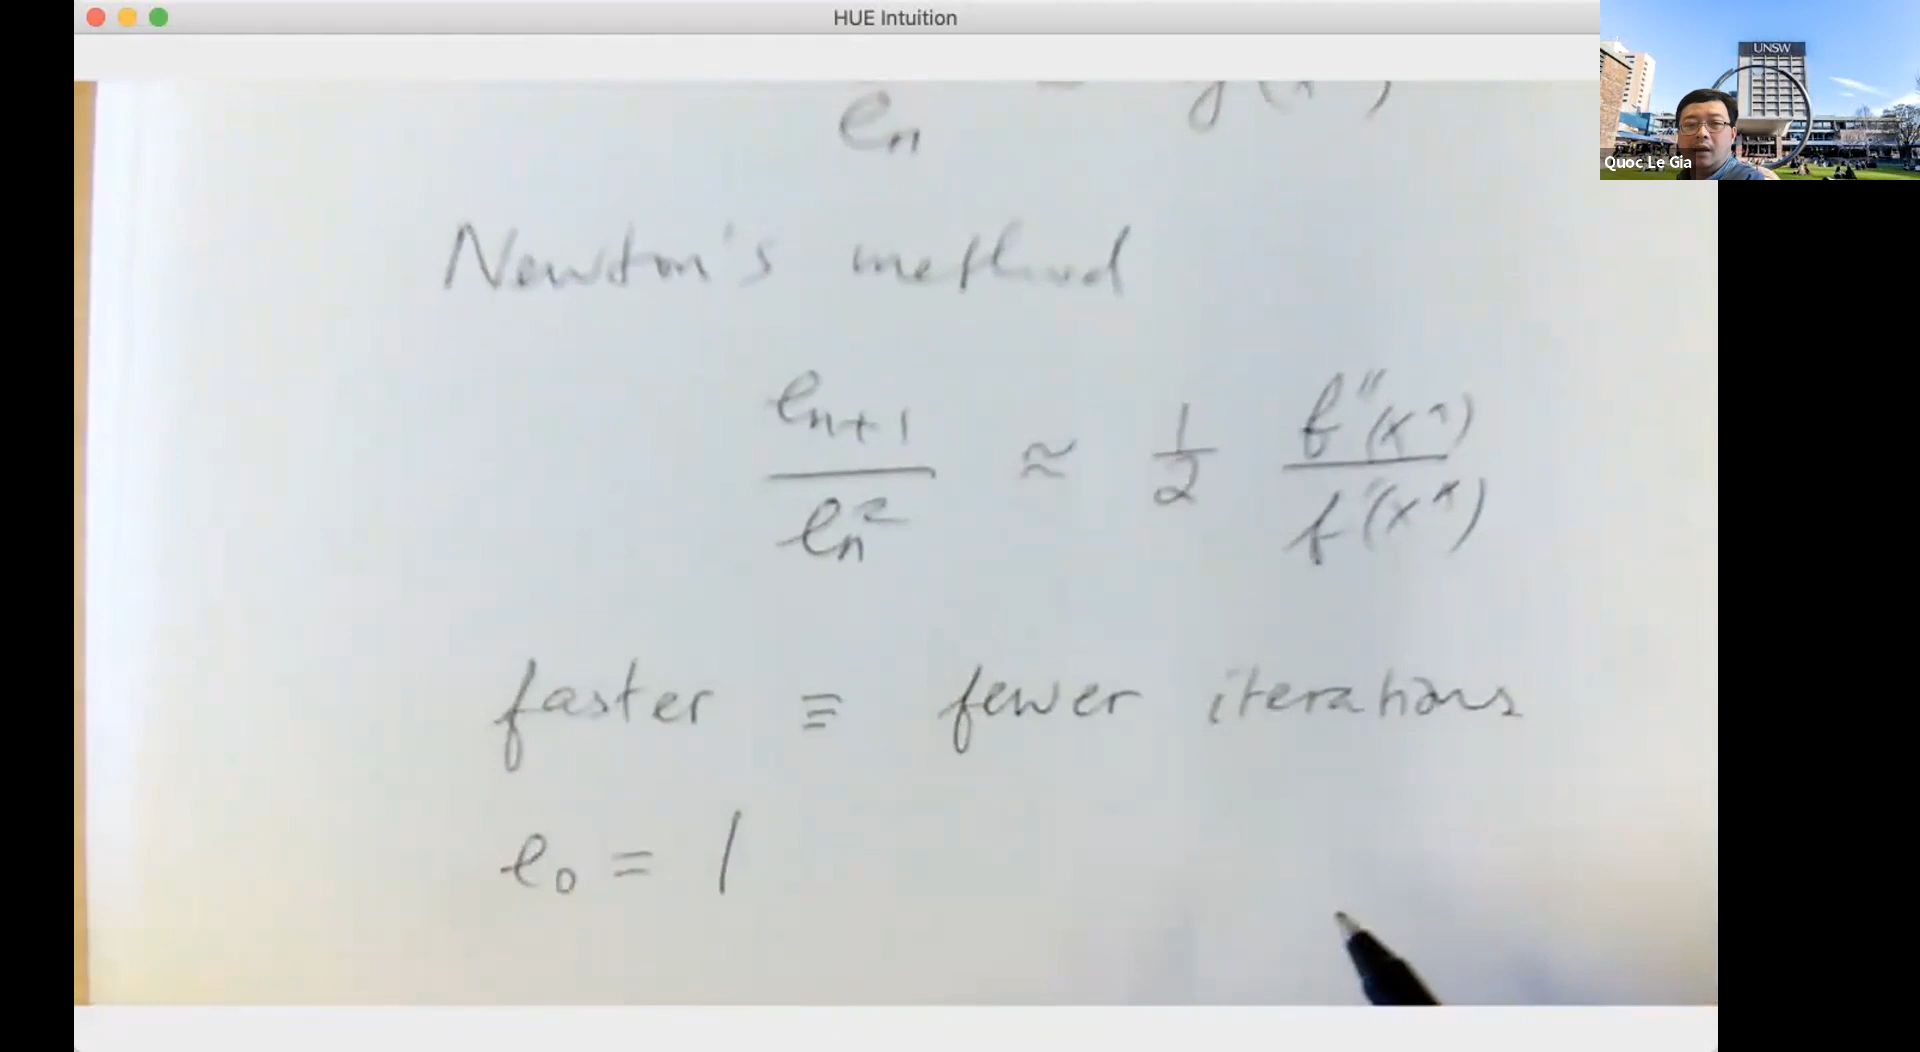 HUE Intuition
UNSW
Quoc Le Gia
e_n = g'(x*)
Newton's method
e_{n+1} / e_n^2 ≈ 1/2 f''(x*) / f'(x*)
faster ≡ fewer iterations
e_0 = 1